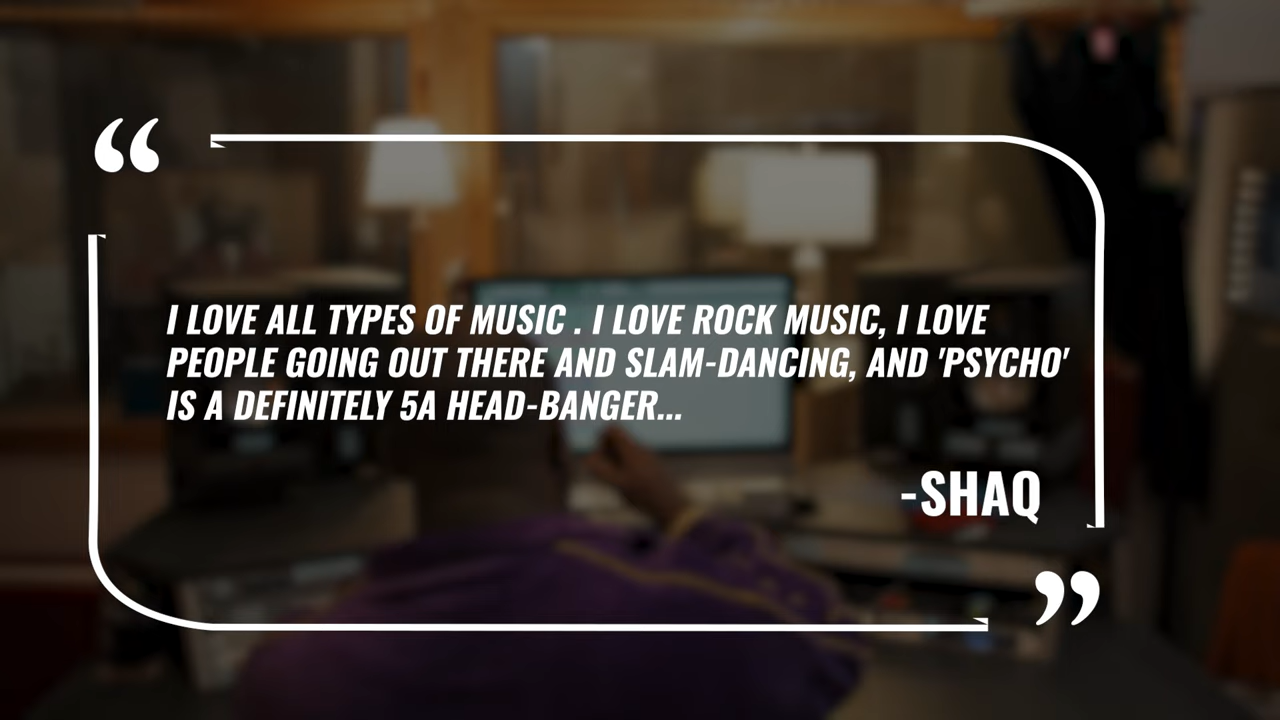 “
I LOVE ALL TYPES OF MUSIC . I LOVE ROCK MUSIC, I LOVE
PEOPLE GOING OUT THERE AND SLAM-DANCING, AND 'PSYCHO'
IS A DEFINITELY 5A HEAD-BANGER...
-SHAQ
”